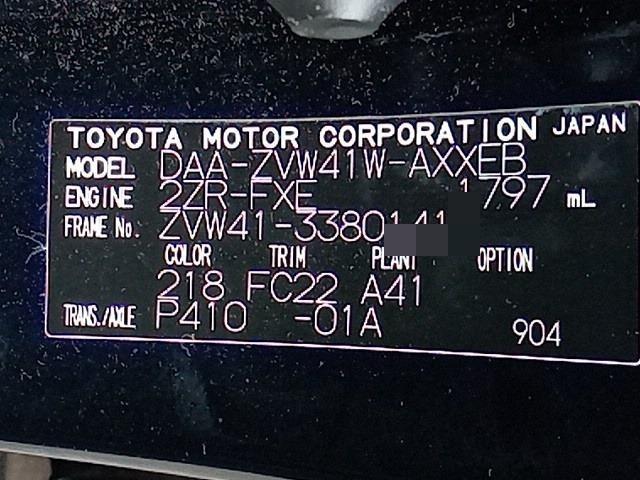 TOYOTA MOTOR CORPORATION JAPAN
MODEL DAA-ZVW41W-AXXEB
ENGINE 2ZR-FXE 1797 mL
FRAME No. ZVW41-3380141
COLOR TRIM PLANT OPTION
218 FC22 A41
TRANS./AXLE P410 -01A
904